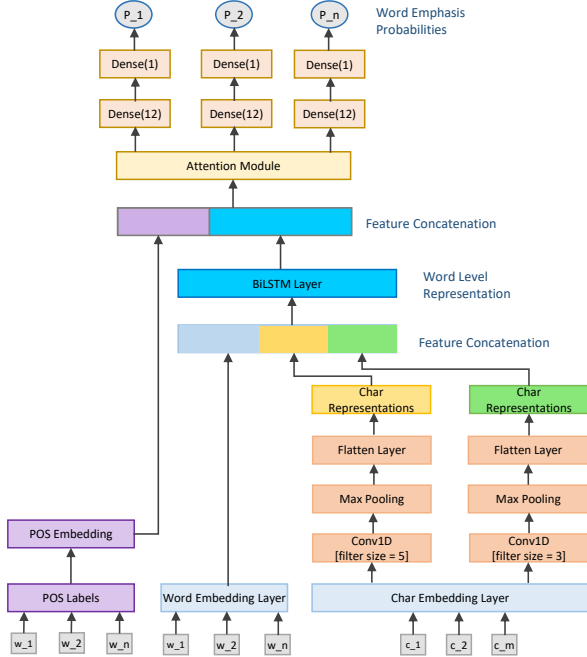 P_1 P_2 P_n
Word Emphasis
Probabilities
Dense(1) Dense(1) Dense(1)
Dense(12) Dense(12) Dense(12)
Attention Module
Feature Concatenation
BiLSTM Layer
Word Level
Representation
Feature Concatenation
Char
Representations
Char
Representations
Flatten Layer Flatten Layer
Max Pooling Max Pooling
POS Embedding
Conv1D
[filter size = 5]
Conv1D
[filter size = 3]
POS Labels Word Embedding Layer Char Embedding Layer
w_1 w_2 w_n w_1 w_2 w_n c_1 c_2 c_m